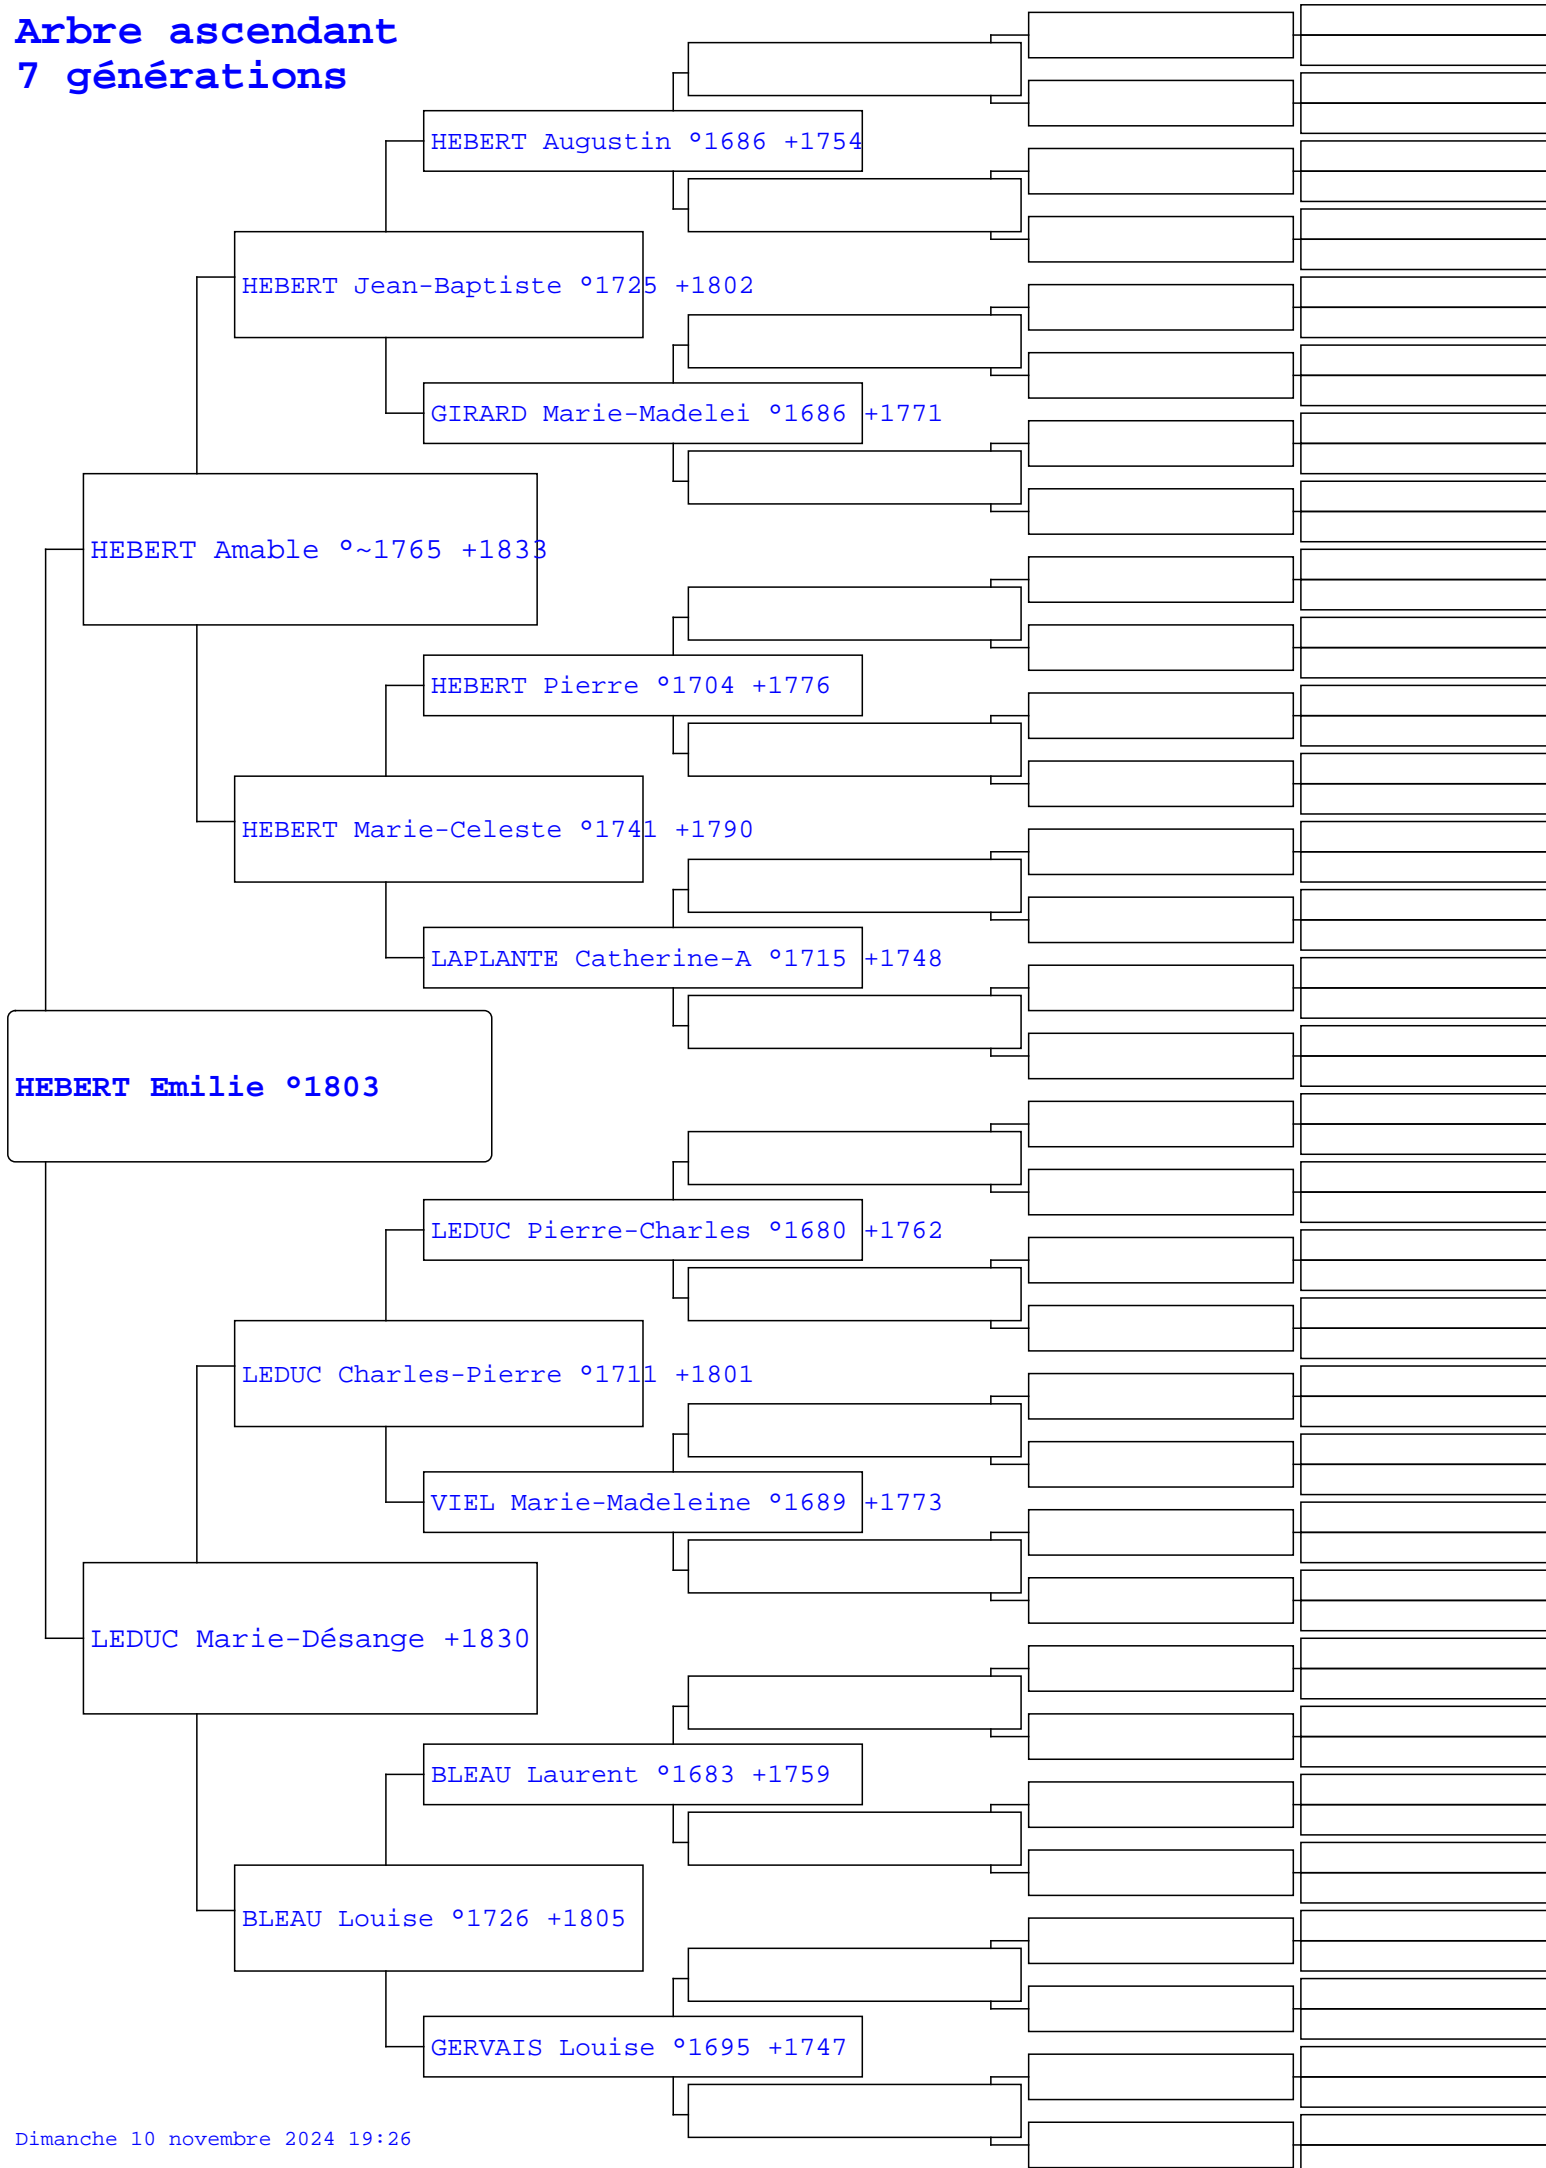 Arbre ascendant
7 générations
HEBERT Augustin °1686 +1754
HEBERT Jean-Baptiste °1725 +1802
GIRARD Marie-Madelei °1686 +1771
HEBERT Amable °~1765 +1833
HEBERT Pierre °1704 +1776
HEBERT Marie-Celeste °1741 +1790
LAPLANTE Catherine-A °1715 +1748
HEBERT Emilie °1803
LEDUC Pierre-Charles °1680 +1762
LEDUC Charles-Pierre °1711 +1801
VIEL Marie-Madeleine °1689 +1773
LEDUC Marie-Désange +1830
BLEAU Laurent °1683 +1759
BLEAU Louise °1726 +1805
GERVAIS Louise °1695 +1747
Dimanche 10 novembre 2024 19:26